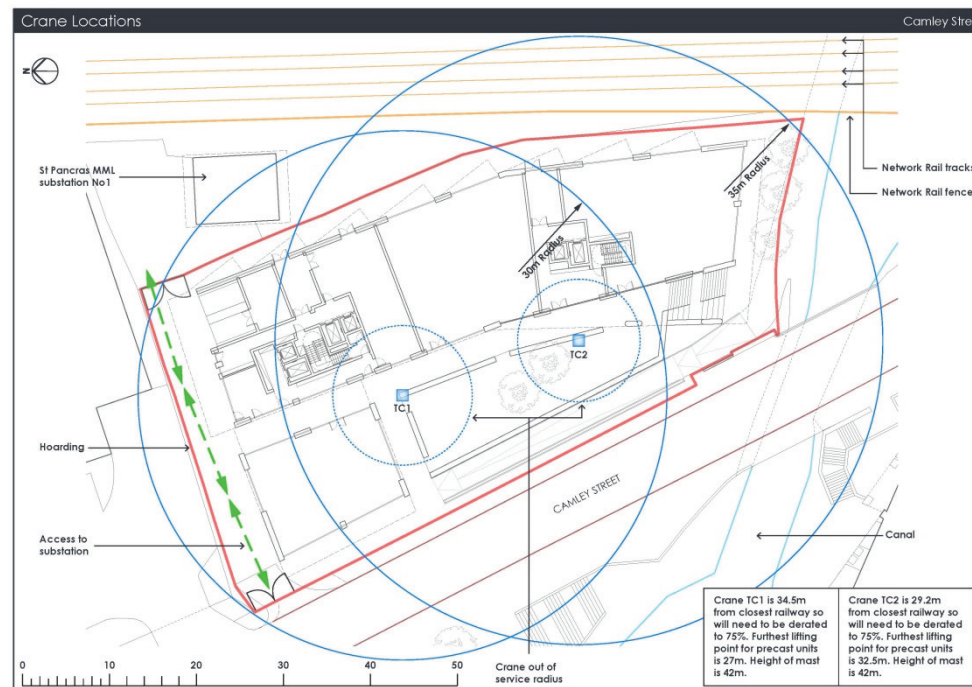 Crane Locations
Camley Stre
N
St Pancras MML
substation No1
35m Radius
30m Radius
Network Rail tracks
Network Rail fence
TC2
TC1
Hoarding
CAMLEY STREET
Access to
substation
Canal
Crane TC1 is 34.5m
from closest railway so
will need to be derated
to 75%. Furthest lifting
point for precast units
is 27m. Height of mast
is 42m.
Crane TC2 is 29.2m
from closest railway so
will need to be derated
to 75%. Furthest lifting
point for precast units
is 32.5m. Height of mast
is 42m.
0 10 20 30 40 50
Crane out of
service radius